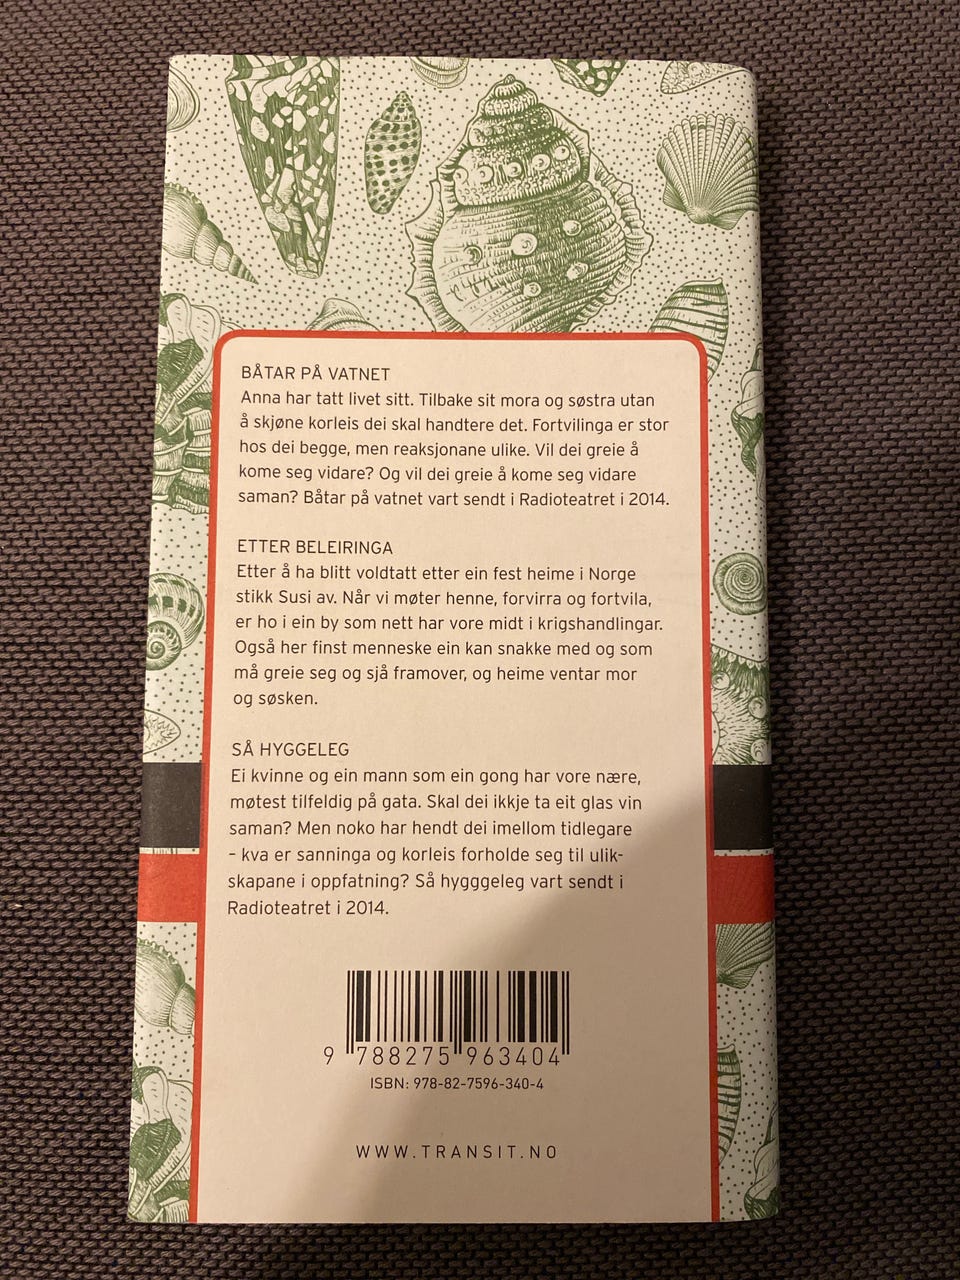 BÅTAR PÅ VATNET
Anna har tatt livet sitt. Tilbake sit mora og søstra utan
å skjøne korleis dei skal handtere det. Fortvilinga er stor
hos dei begge, men reaksjonane ulike. Vil dei greie å
kome seg vidare? Og vil dei greie å kome seg vidare
saman? Båtar på vatnet vart sendt i Radioteatret i 2014.
ETTER BELEIRINGA
Etter å ha blitt voldtatt etter ein fest heime i Norge
stikk Susi av. Når vi møter henne, forvirra og fortvila,
er ho i ein by som nett har vore midt i krigshandlingar.
Også her finst menneske ein kan snakke med og som
må greie seg og sjå framover, og heime ventar mor
og søsken.
SÅ HYGGELEG
Ei kvinne og ein mann som ein gong har vore nære,
møtest tilfeldig på gata. Skal dei ikkje ta eit glas vin
saman? Men noko har hendt dei imellom tidlegare
– kva er sanninga og korleis forholde seg til ulik-
skapane i oppfatning? Så hygggeleg vart sendt i
Radioteatret i 2014.
9 788275 963404
ISBN: 978-82-7596-340-4
WWW.TRANSIT.NO